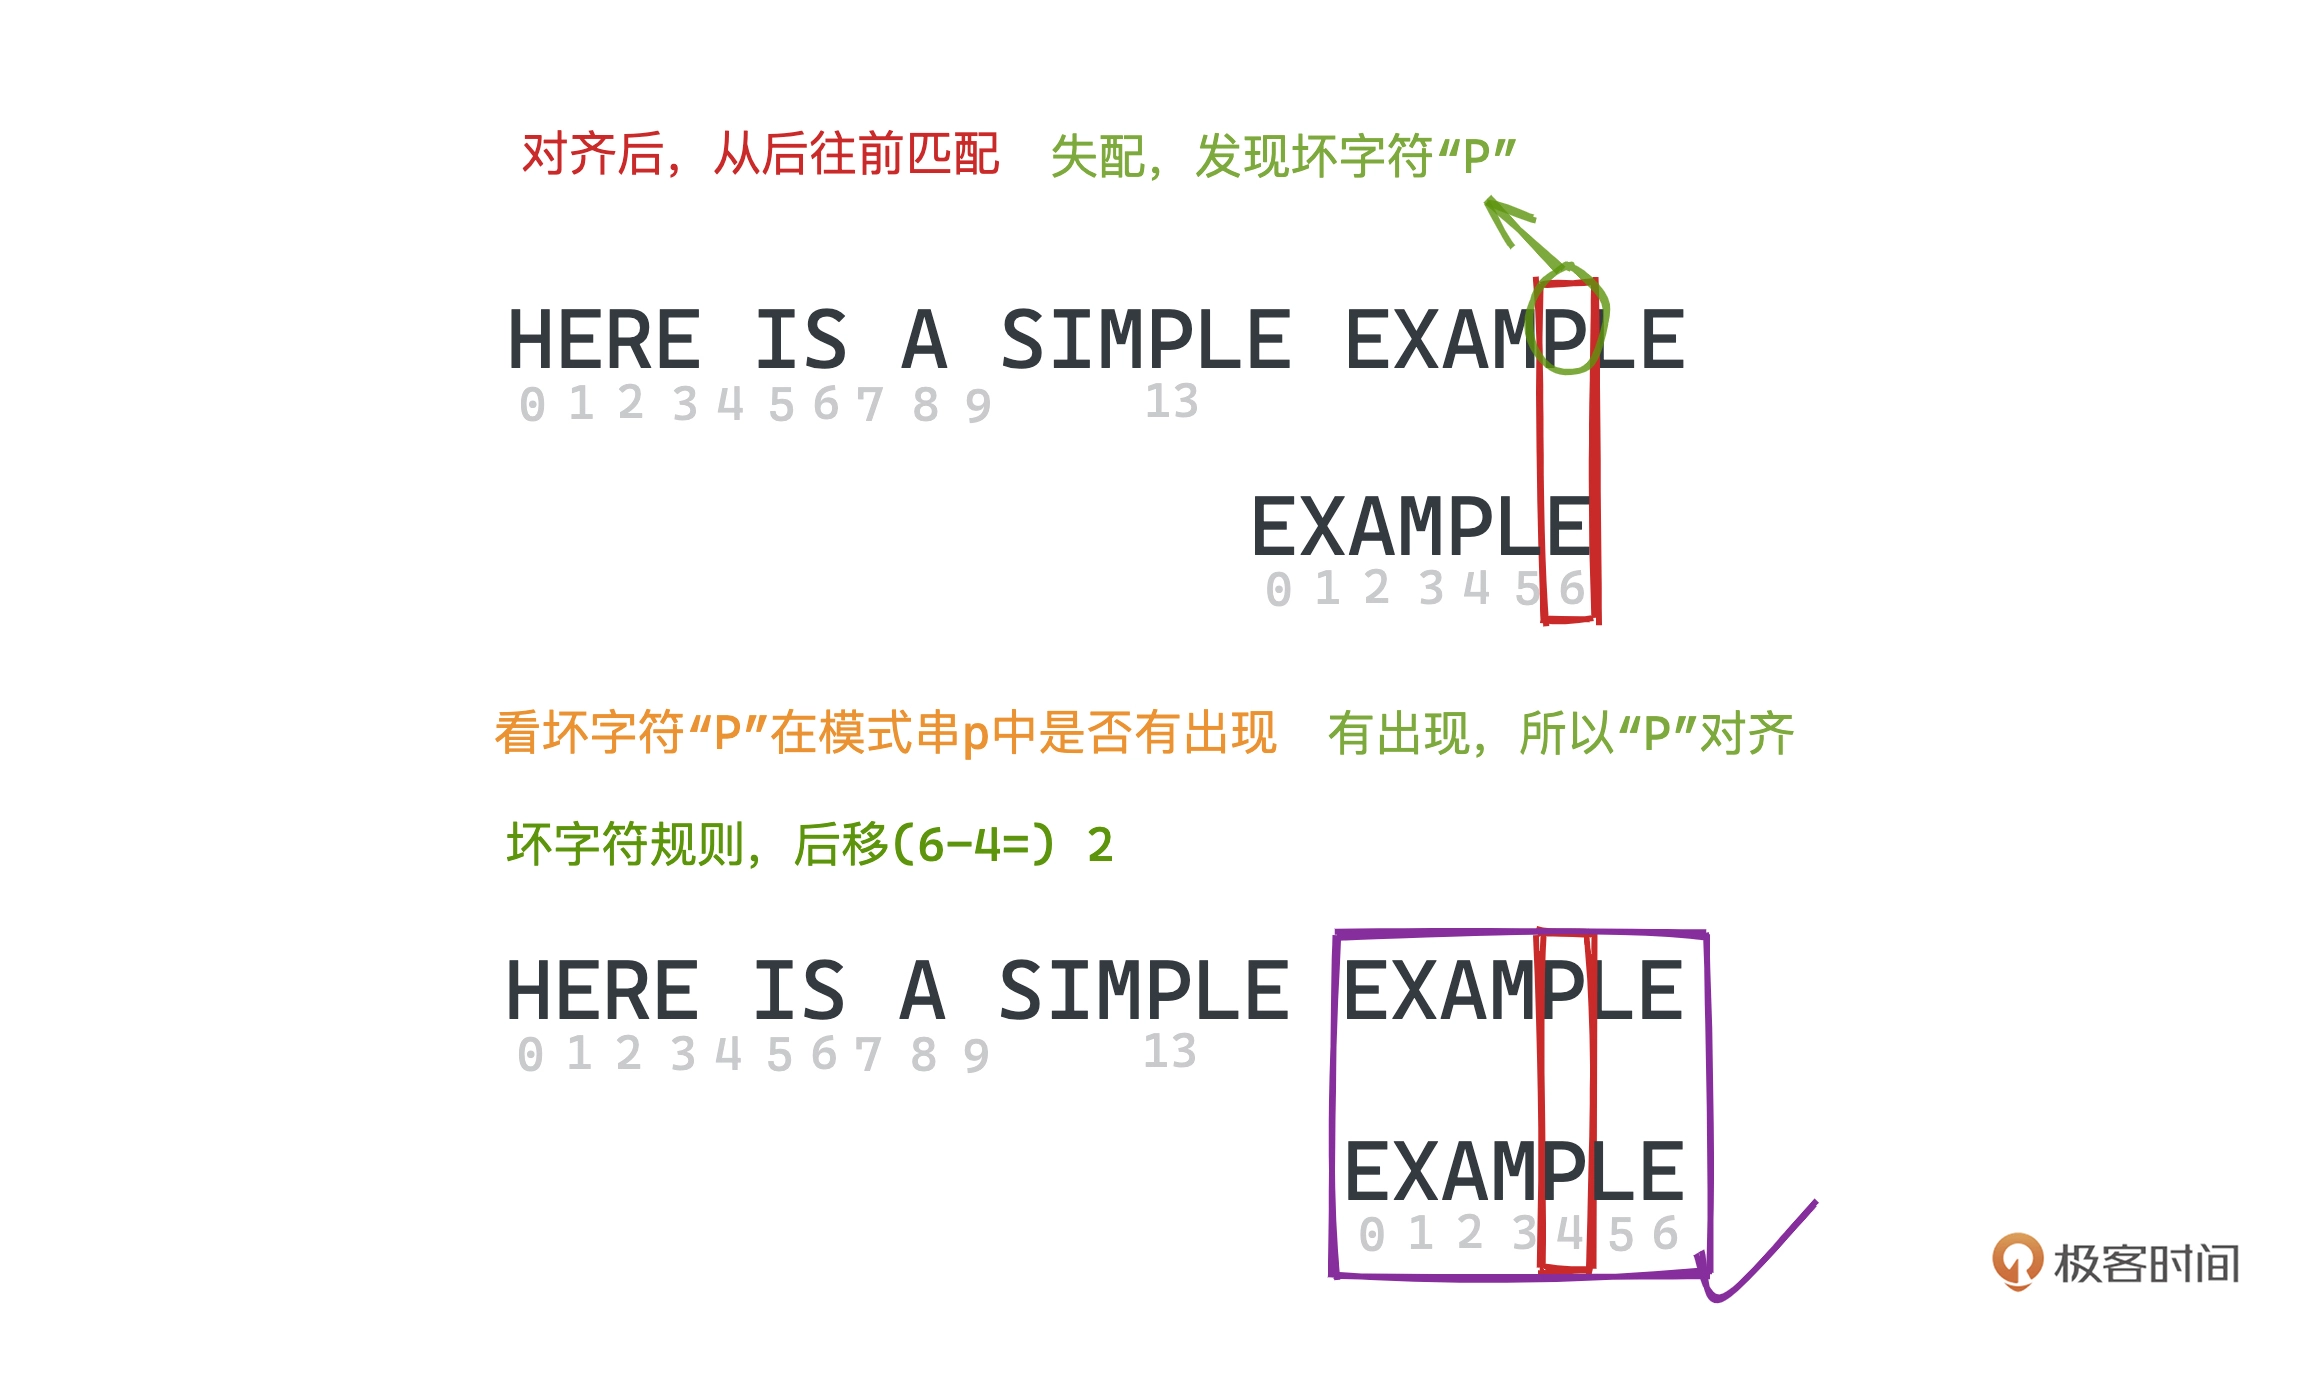 对齐后，从后往前匹配 失配，发现坏字符“P”
HERE IS A SIMPLE EXAMPLE
0 1 2 3 4 5 6 7 8 9 13
EXAMPLE
0 1 2 3 4 5 6
看坏字符“P”在模式串p中是否有出现 有出现，所以“P”对齐
坏字符规则，后移(6-4=) 2
HERE IS A SIMPLE EXAMPLE
0 1 2 3 4 5 6 7 8 9 13
EXAMPLE
0 1 2 3 4 5 6
极客时间